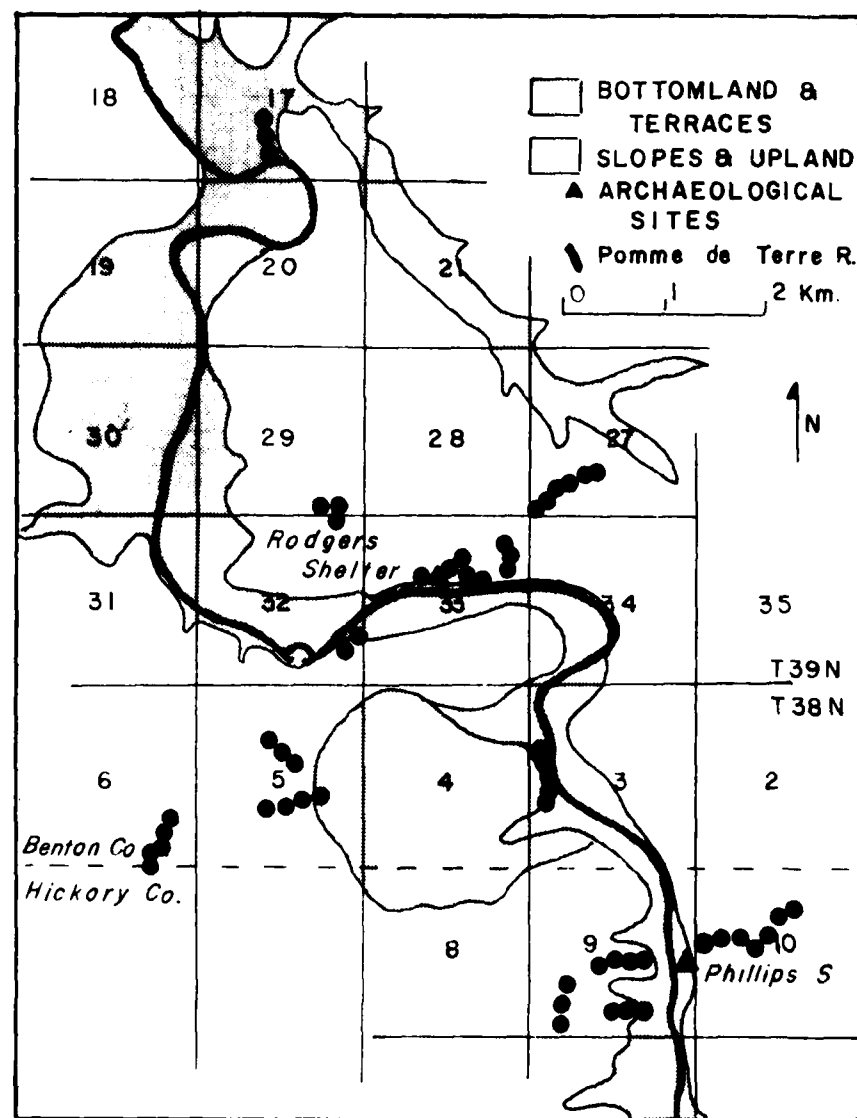 18
17
BOTTOMLAND &
TERRACES
SLOPES & UPLAND
ARCHAEOLOGICAL
SITES
Pomme de Terre R.
0 1 2 Km.
19
20
21
N
30
29
28
27
Rodgers
Shelter
31
32
33
34
35
T39N
T38N
6
5
4
3
2
Benton Co
Hickory Co.
8
9
10
Phillips S